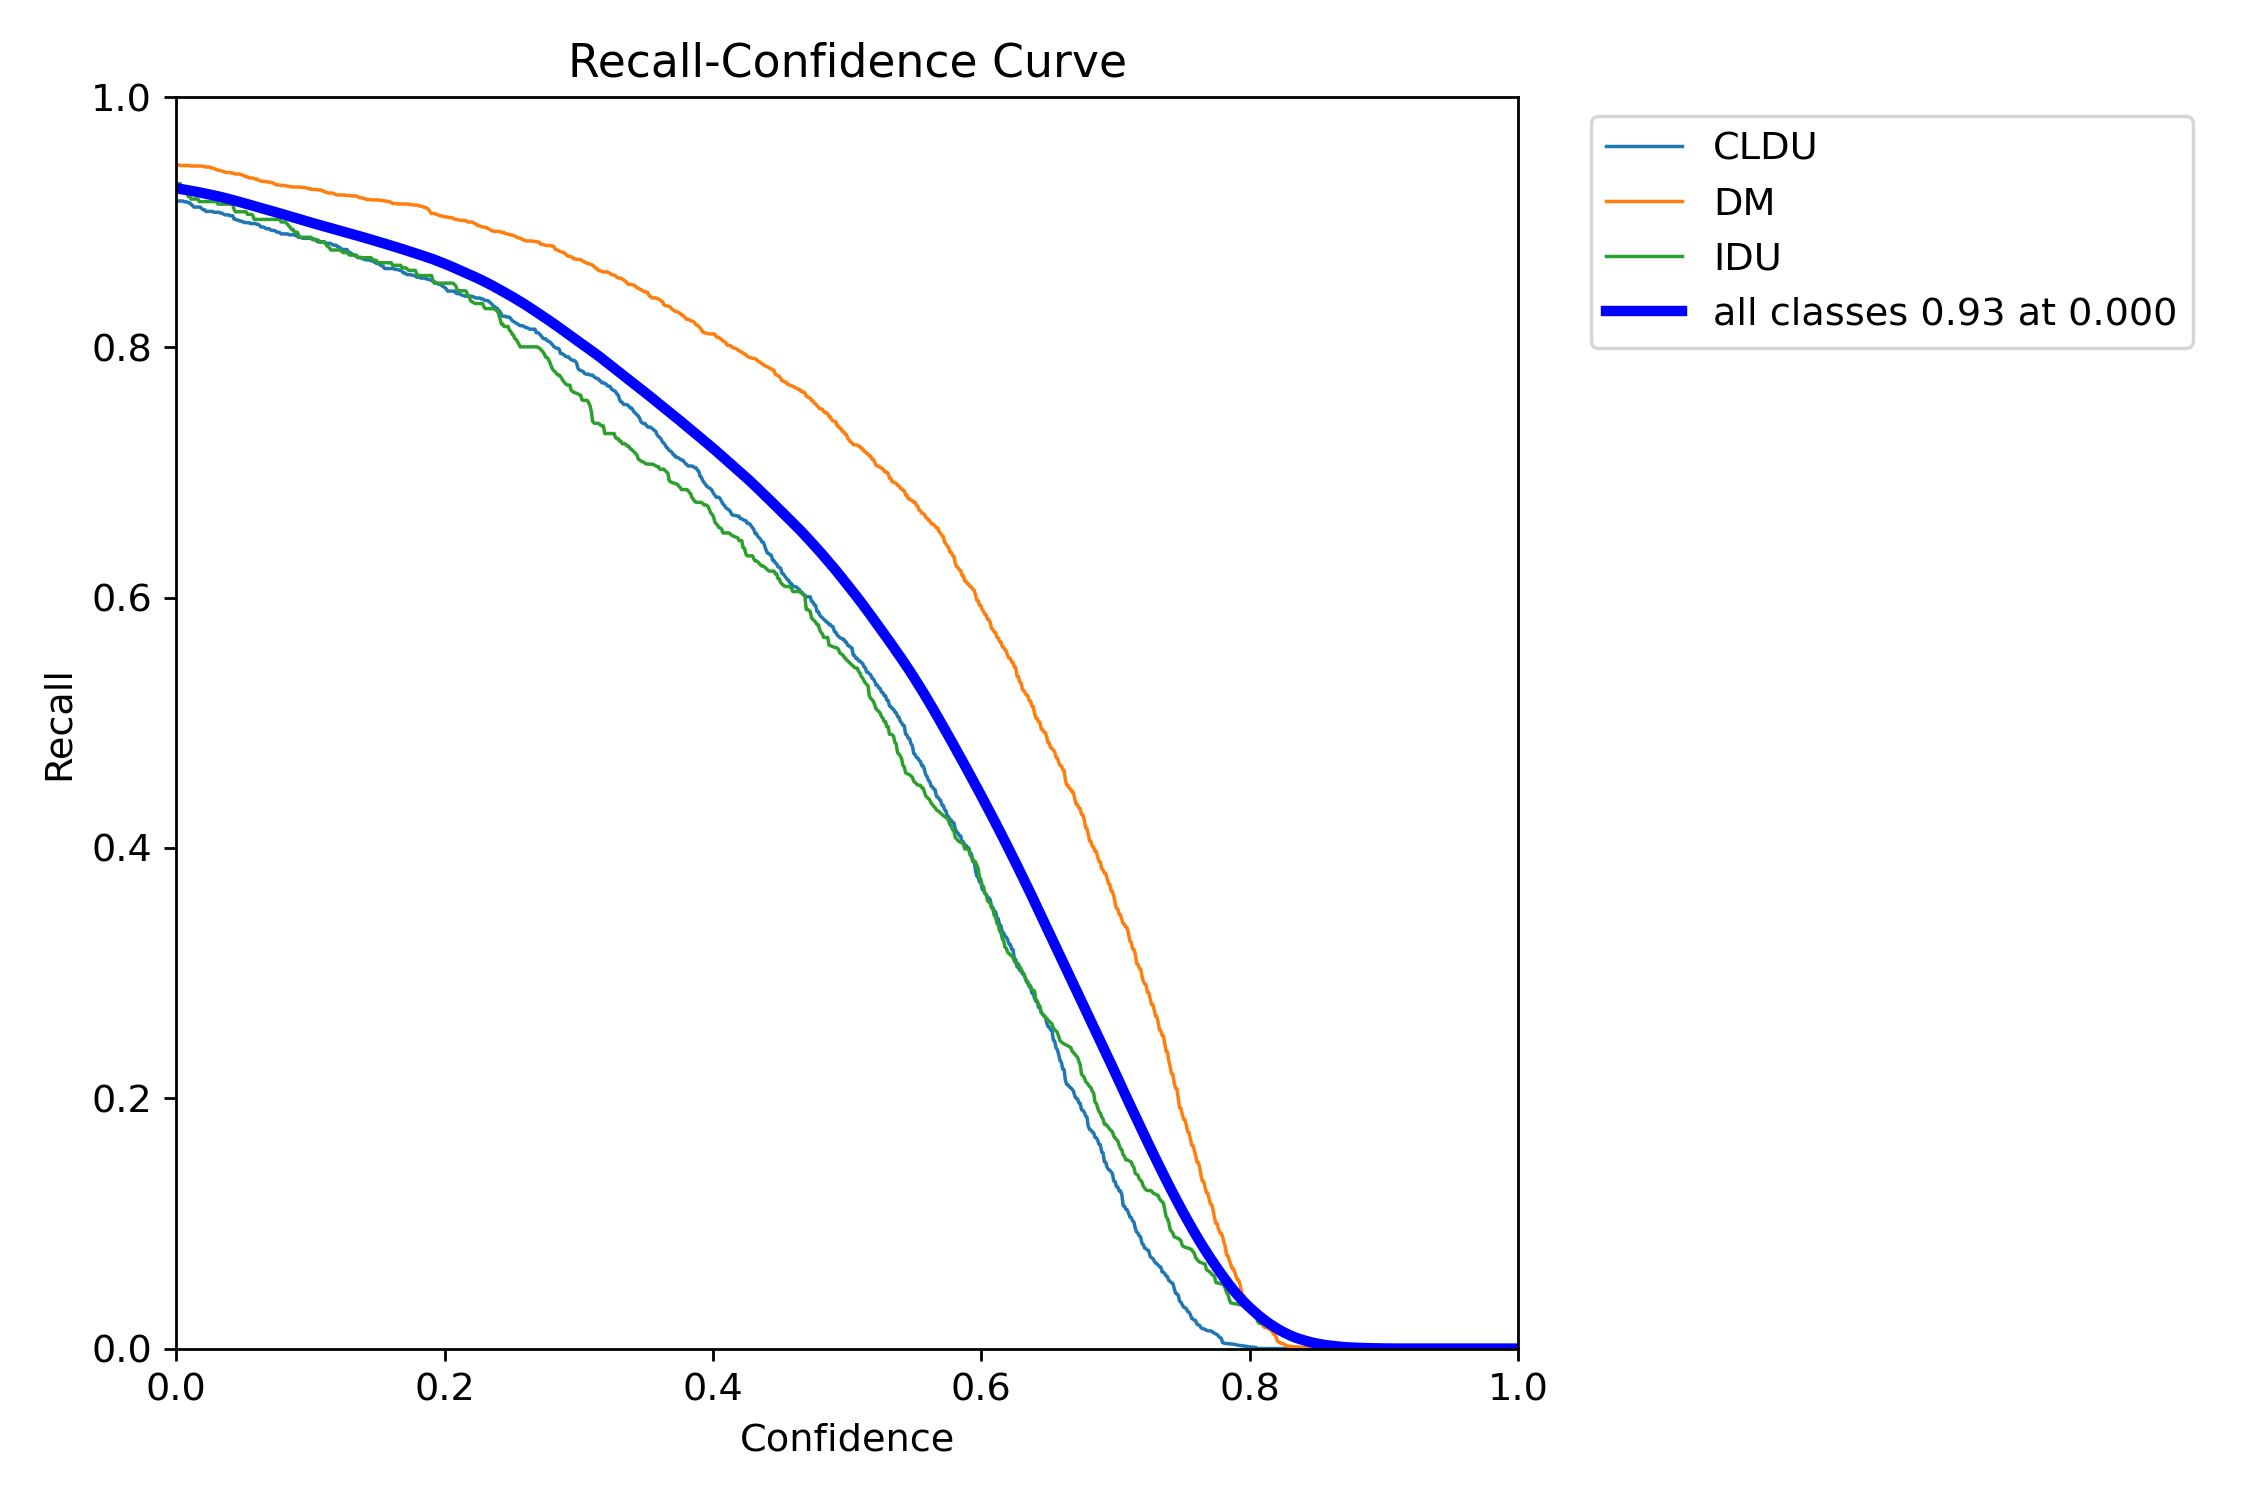 Recall-Confidence Curve
1.0
0.8
0.6
0.4
0.2
0.0
Recall
0.0 0.2 0.4 0.6 0.8 1.0
Confidence
CLDU
DM
IDU
all classes 0.93 at 0.000